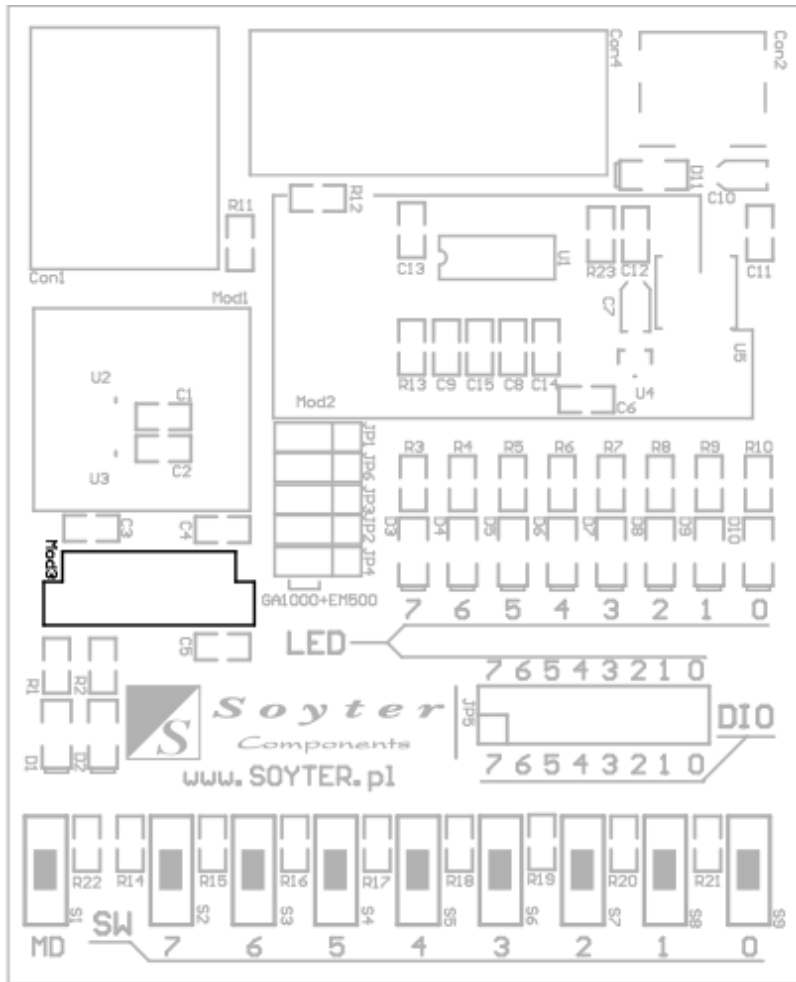 Con4
Con2
D11
R12
C10
R11
C13
U1
R23
C12
C11
Con1
Mod1
C7
U5
U2
R13
C9
C15
C8
C14
U4
C1
Mod2
C6
C2
U3
JP1
JP6
JP3
JP2
JP4
R3
R4
R5
R6
R7
R8
R9
R10
C3
C4
D3
D4
D5
D6
D7
D8
D9
D10
Mod3
GA1000+EM500
7 6 5 4 3 2 1 0
C5
LED
7 6 5 4 3 2 1 0
R1
R2
S
Soyter
JP5
DIO
Components
D1
D2
www.SOYTER.pl
7 6 5 4 3 2 1 0
R22
R14
R15
R16
R17
R18
R19
R20
R21
S1
S2
S3
S4
S5
S6
S7
S8
S9
SW
MD 7 6 5 4 3 2 1 0